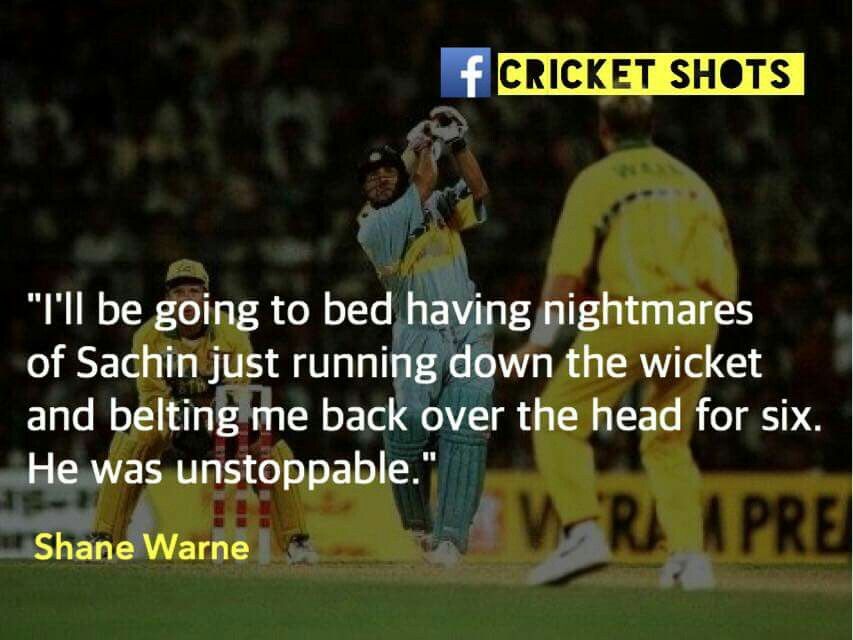 f CRICKET SHOTS
"I'll be going to bed having nightmares
of Sachin just running down the wicket
and belting me back over the head for six.
He was unstoppable."
Shane Warne